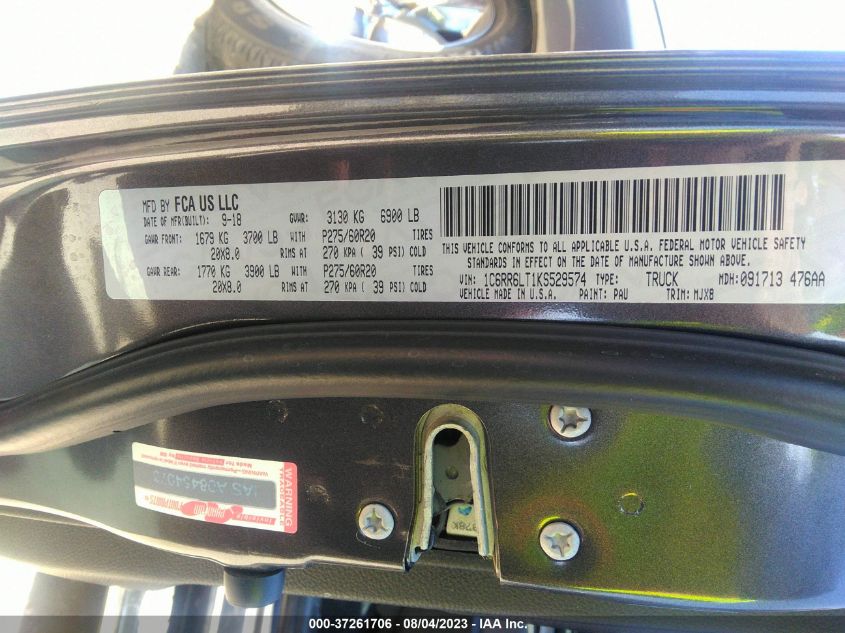 MFD BY FCA US LLC
DATE OF MFR(BUILT): 9-18 GVWR: 3130 KG 6900 LB
GAWR FRONT: 1679 KG 3700 LB WITH P275/60R20 TIRES
20X8.0 RIMS AT 270 KPA ( 39 PSI) COLD
GAWR REAR: 1770 KG 3900 LB WITH P275/60R20 TIRES
20X8.0 RIMS AT 270 KPA ( 39 PSI) COLD
THIS VEHICLE CONFORMS TO ALL APPLICABLE U.S.A. FEDERAL MOTOR VEHICLE SAFETY
STANDARDS IN EFFECT ON THE DATE OF MANUFACTURE SHOWN ABOVE.
VIN: 1C6RR6LT1KS529574 TYPE: TRUCK MDH: 091713 476AA
VEHICLE MADE IN U.S.A. PAINT: PAU TRIM: MJX8
WARNING
378K
000-37261706 - 08/04/2023 - IAA Inc.